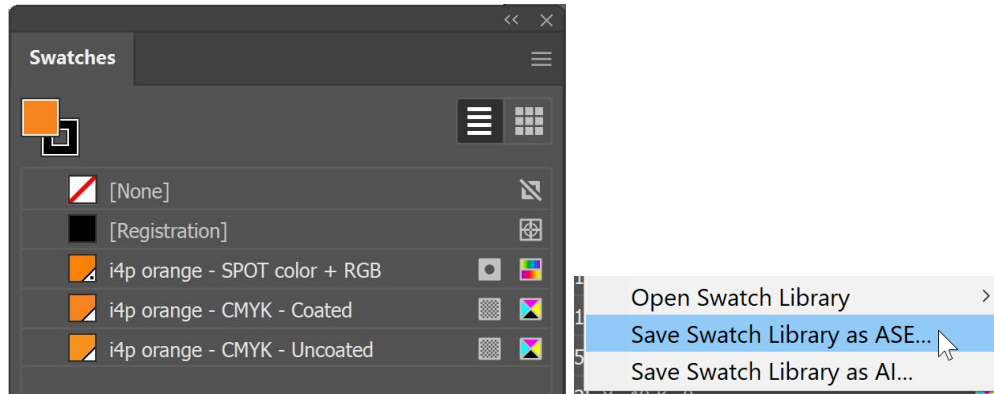 Swatches
[None]
[Registration]
i4p orange - SPOT color + RGB
i4p orange - CMYK - Coated
i4p orange - CMYK - Uncoated
Open Swatch Library
Save Swatch Library as ASE...
Save Swatch Library as AI...